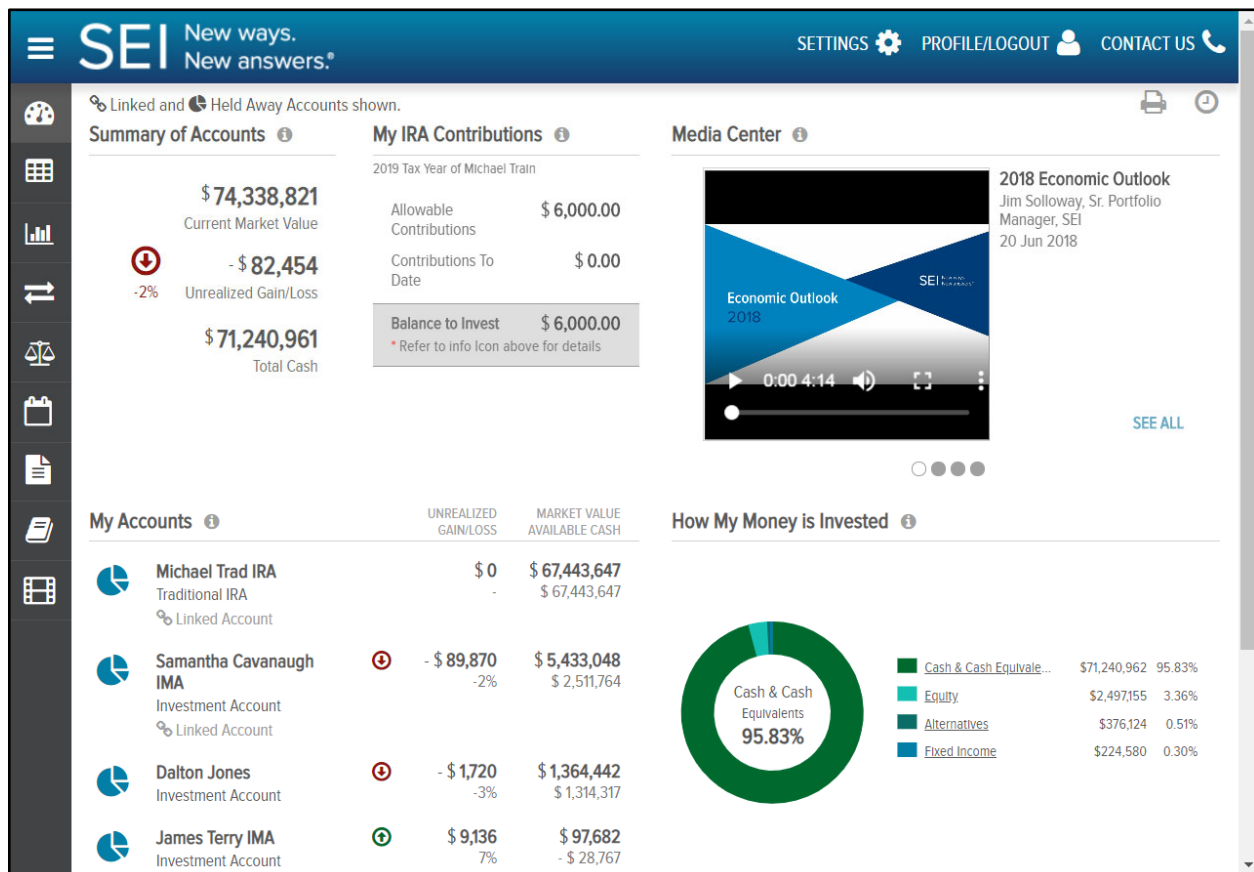 SEI New ways.
New answers.®
SETTINGS PROFILE/LOGOUT CONTACT US
Linked and Held Away Accounts shown.
Summary of Accounts
$74,338,821
Current Market Value
- $82,454
-2% Unrealized Gain/Loss
$71,240,961
Total Cash
My IRA Contributions
2019 Tax Year of Michael Train
Allowable
Contributions
$ 6,000.00
Contributions To
Date
$ 0.00
Balance to Invest $ 6,000.00
* Refer to info Icon above for details
Media Center
Economic Outlook
2018
SEI
0:00 4:14
2018 Economic Outlook
Jim Solloway, Sr. Portfolio
Manager, SEI
20 Jun 2018
SEE ALL
My Accounts
UNREALIZED
GAIN/LOSS
MARKET VALUE
AVAILABLE CASH
Michael Trad IRA $ 0 $ 67,443,647
Traditional IRA - $ 67,443,647
Linked Account
Samantha Cavanaugh
IMA
- $ 89,870 $ 5,433,048
-2% $ 2,511,764
Investment Account
Linked Account
Dalton Jones - $ 1,720 $ 1,364,442
Investment Account -3% $ 1,314,317
James Terry IMA $ 9,136 $ 97,682
Investment Account 7% - $ 28,767
How My Money is Invested
Cash & Cash
Equivalents
95.83%
Cash & Cash Equivale... $71,240,962 95.83%
Equity $2,497,155 3.36%
Alternatives $376,124 0.51%
Fixed Income $224,580 0.30%